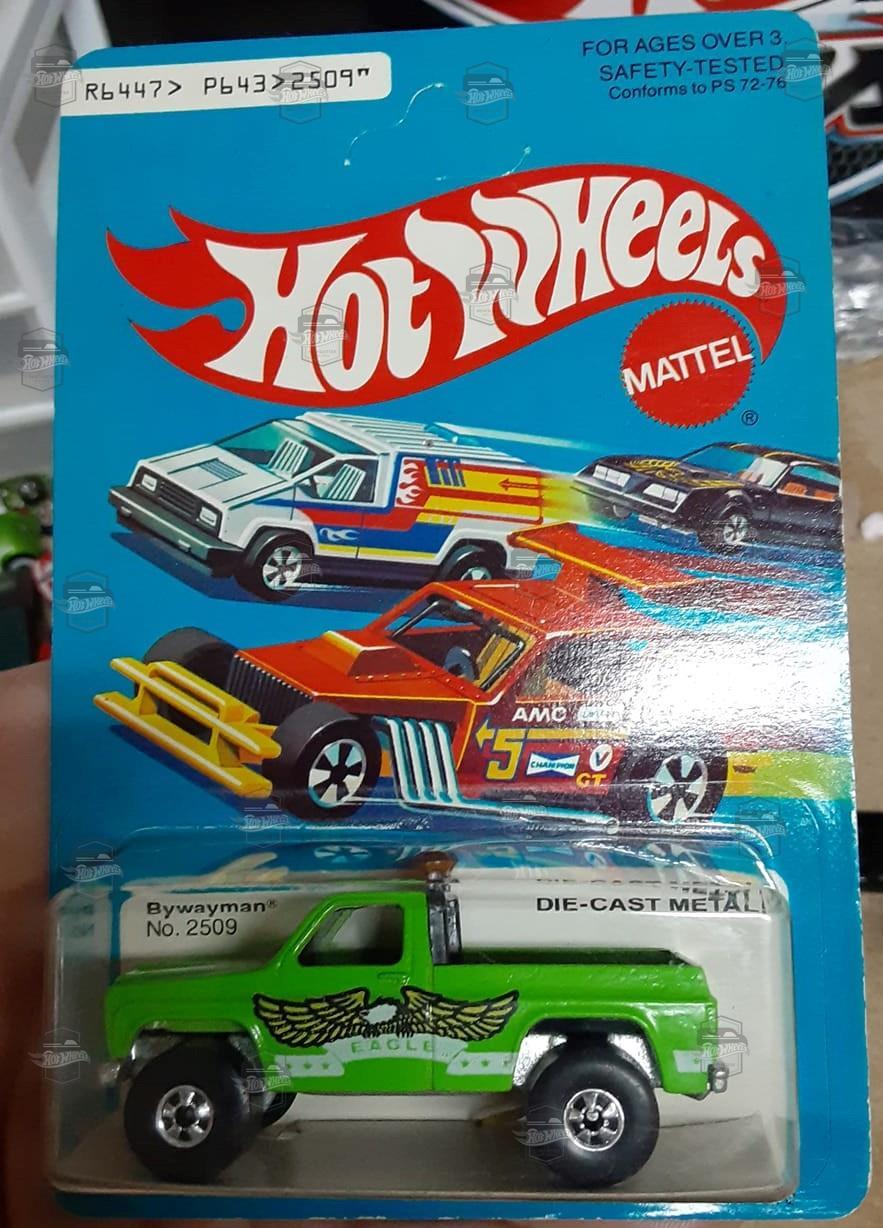 R6447> P643>2509"
FOR AGES OVER 3.
SAFETY-TESTED
Conforms to PS 72-76
HOT WHEELS
MATTEL
®
AMC
5
CHAMPION
V
GT
Bywayman®
No. 2509
DIE-CAST METAL
EAGLE